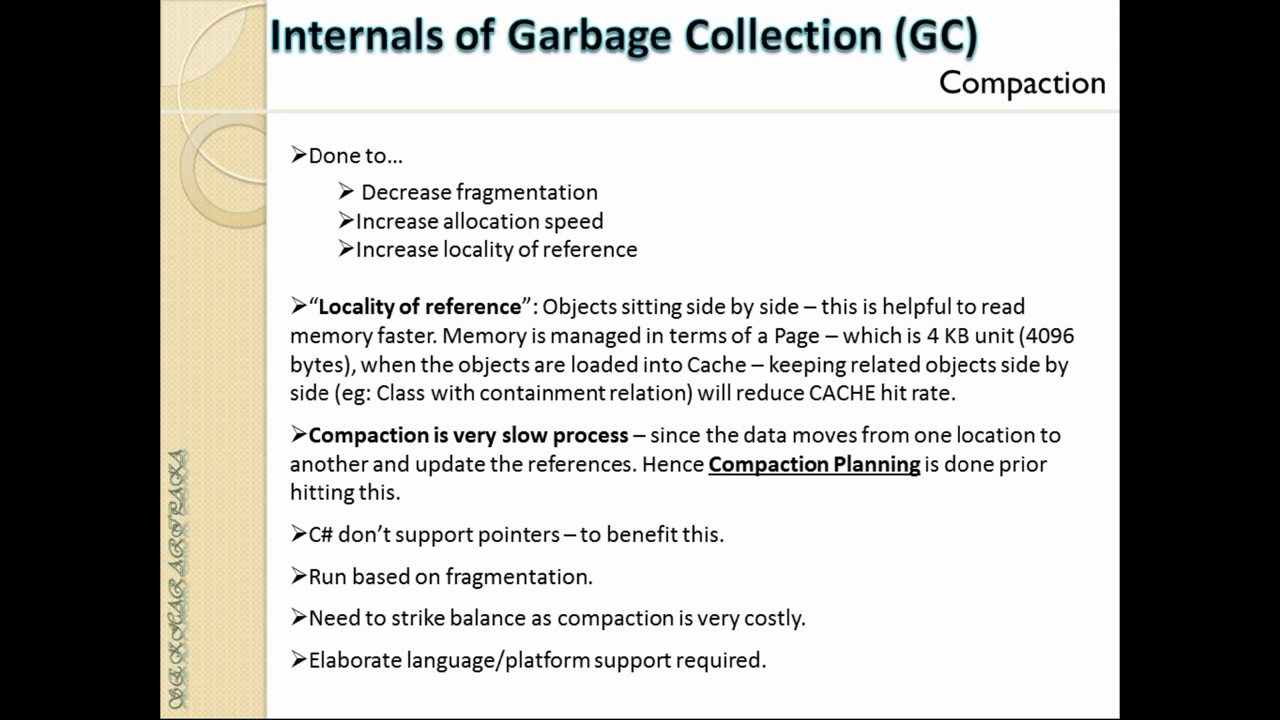 Internals of Garbage Collection (GC)
Compaction
➢Done to…
➢ Decrease fragmentation
➢Increase allocation speed
➢Increase locality of reference
➢“Locality of reference”: Objects sitting side by side – this is helpful to read
memory faster. Memory is managed in terms of a Page – which is 4 KB unit (4096
bytes), when the objects are loaded into Cache – keeping related objects side by
side (eg: Class with containment relation) will reduce CACHE hit rate.
➢Compaction is very slow process – since the data moves from one location to
another and update the references. Hence Compaction Planning is done prior
hitting this.
➢C# don’t support pointers – to benefit this.
➢Run based on fragmentation.
➢Need to strike balance as compaction is very costly.
➢Elaborate language/platform support required.